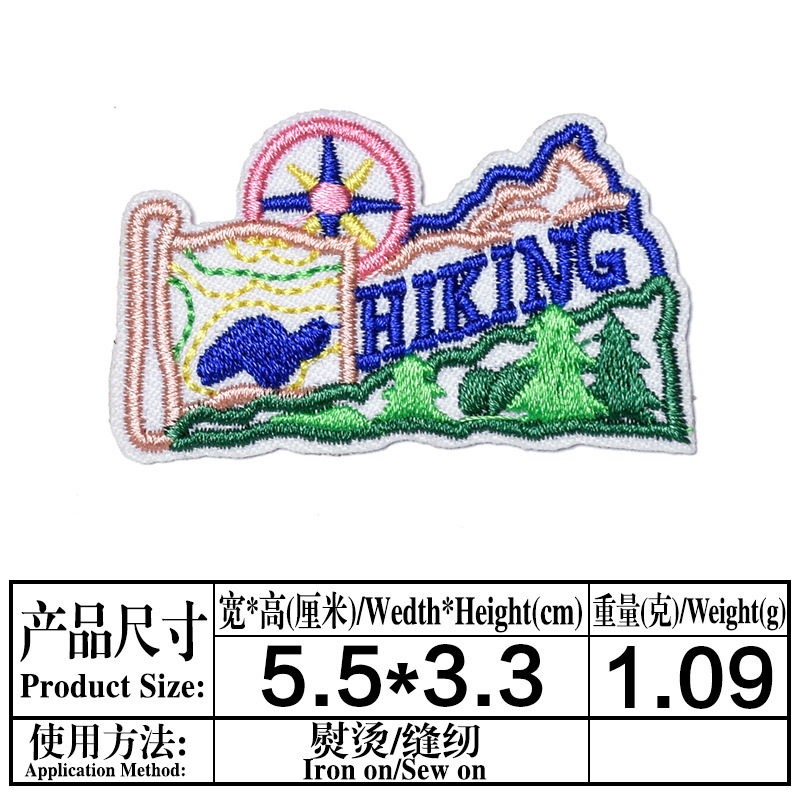 HIKING
产品尺寸
Product Size:
宽*高(厘米)/Wedth*Height(cm)
重量(克)/Weight(g)
5.5*3.3
1.09
使用方法:
Application Method:
熨烫/缝纫
Iron on/Sew on